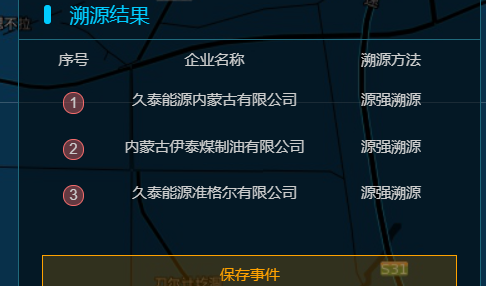 溯源结果
序号 企业名称 溯源方法
1 久泰能源内蒙古有限公司 源强溯源
2 内蒙古伊泰煤制油有限公司 源强溯源
3 久泰能源准格尔有限公司 源强溯源
保存事件
S31